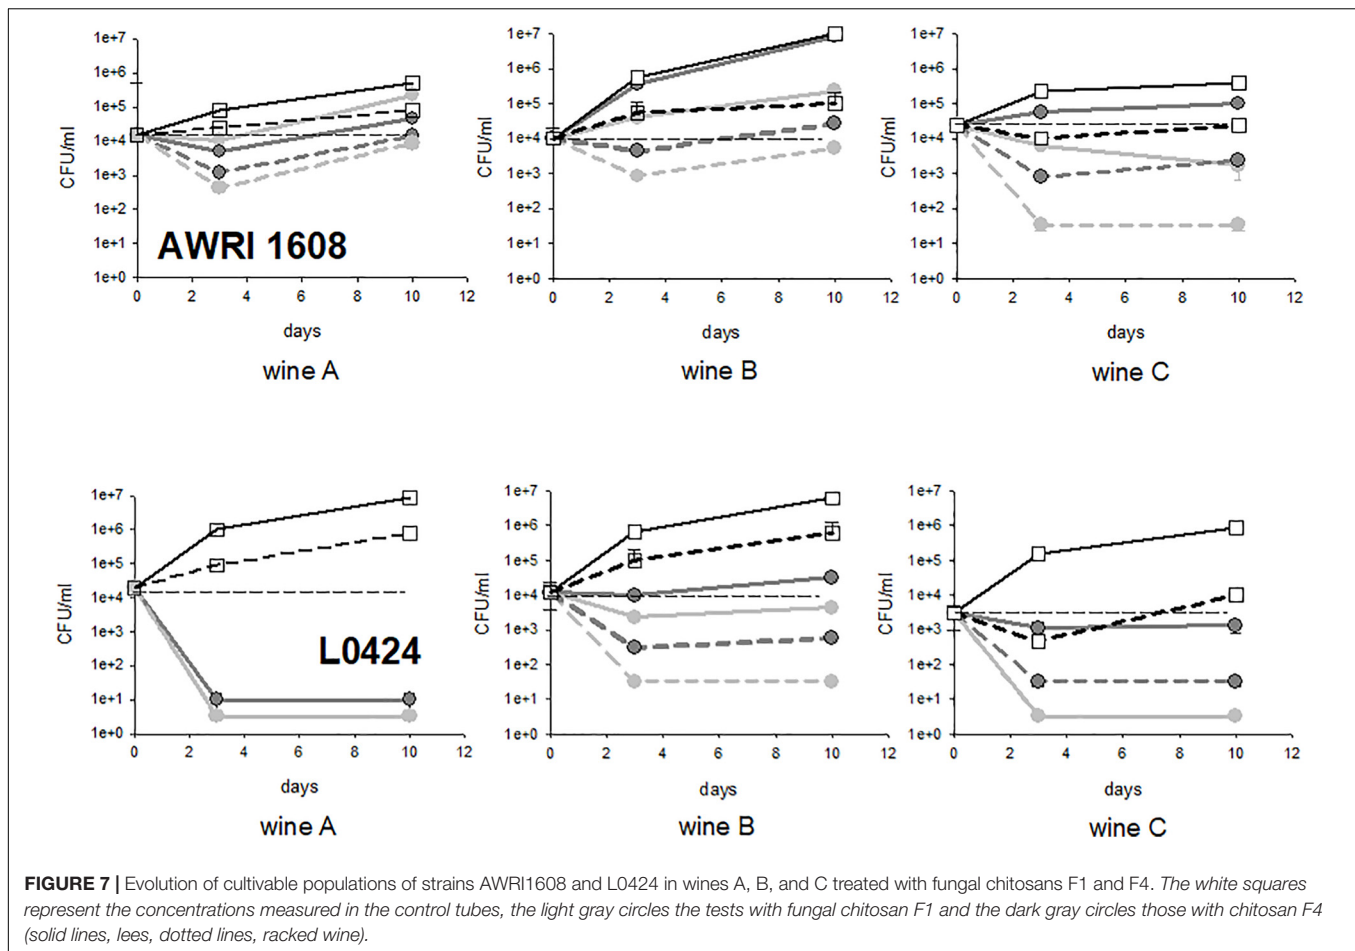 1e+7
1e+6
1e+5
1e+4
1e+3
1e+2
1e+1
1e+0
CFU/ml
AWRI 1608
0 2 4 6 8 10 12
days
wine A
1e+7
1e+6
1e+5
1e+4
1e+3
1e+2
1e+1
1e+0
CFU/ml
0 2 4 6 8 10 12
days
wine B
1e+7
1e+6
1e+5
1e+4
1e+3
1e+2
1e+1
1e+0
CFU/ml
0 2 4 6 8 10 12
days
wine C
1e+7
1e+6
1e+5
1e+4
1e+3
1e+2
1e+1
1e+0
CFU/ml
L0424
0 2 4 6 8 10 12
days
wine A
1e+7
1e+6
1e+5
1e+4
1e+3
1e+2
1e+1
1e+0
CFU/ml
0 2 4 6 8 10 12
days
wine B
1e+7
1e+6
1e+5
1e+4
1e+3
1e+2
1e+1
1e+0
CFU/ml
0 2 4 6 8 10 12
days
wine C
FIGURE 7 | Evolution of cultivable populations of strains AWRI1608 and L0424 in wines A, B, and C treated with fungal chitosans F1 and F4. The white squares
represent the concentrations measured in the control tubes, the light gray circles the tests with fungal chitosan F1 and the dark gray circles those with chitosan F4
(solid lines, lees, dotted lines, racked wine).